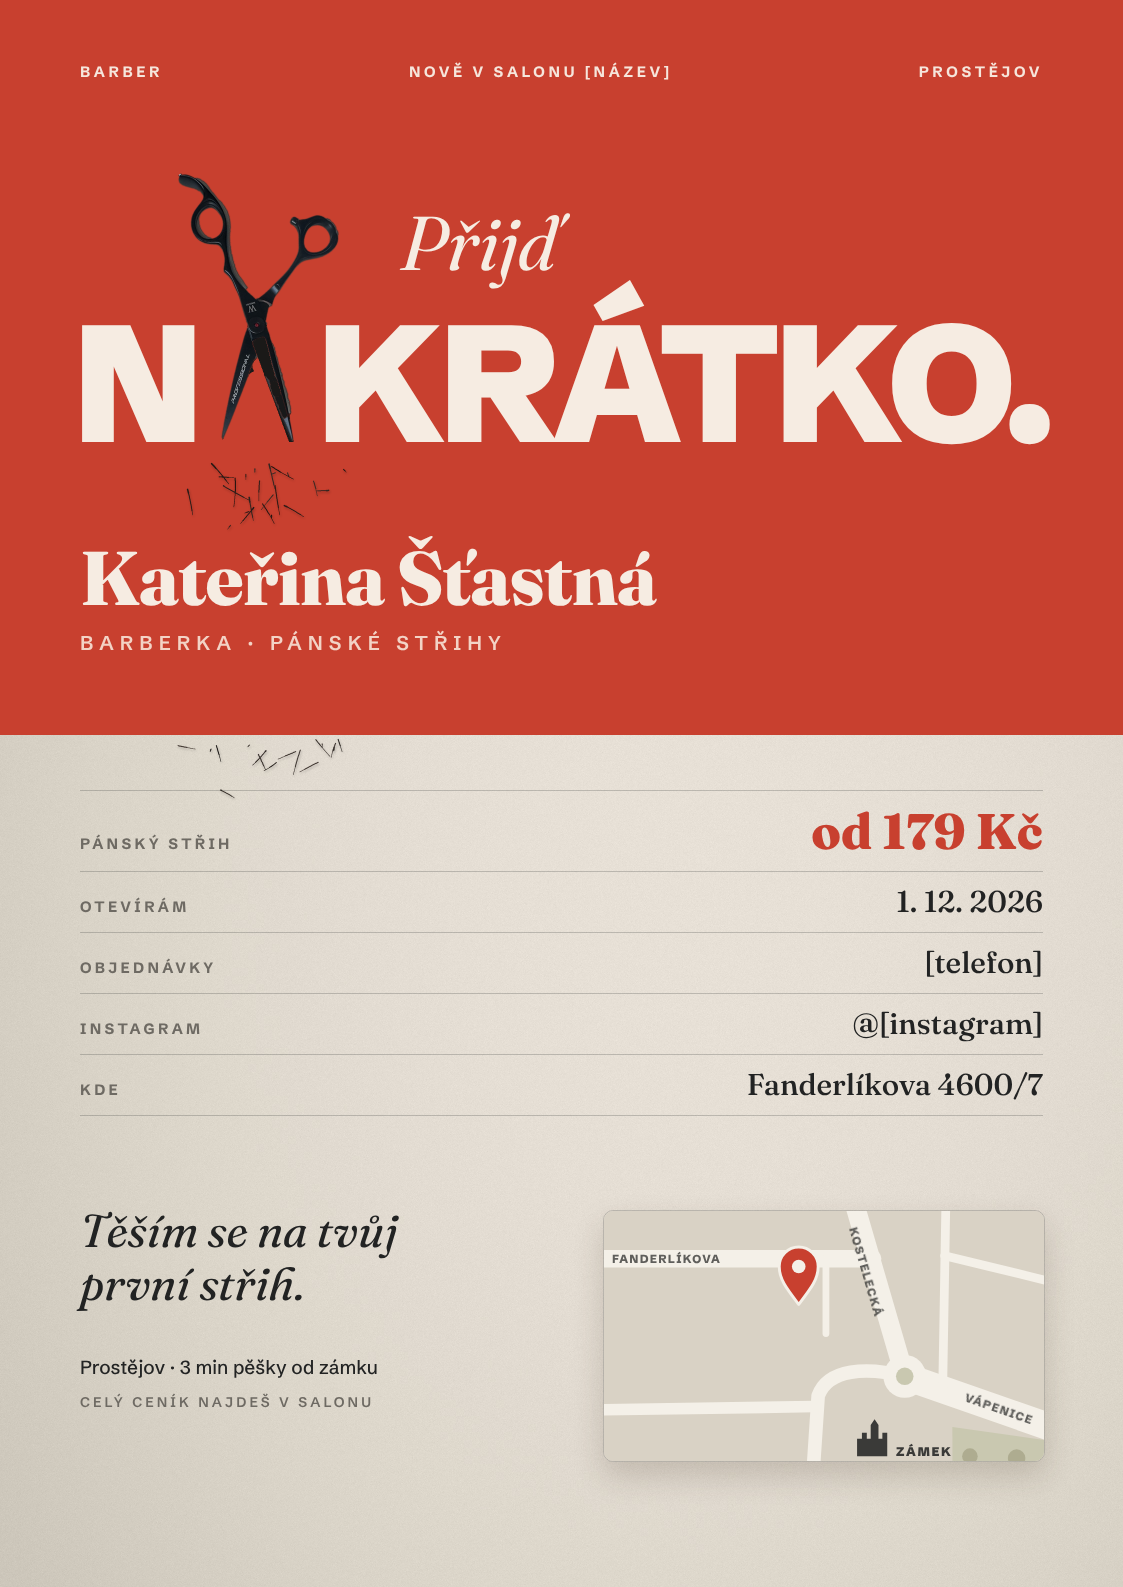 BARBER
NOVĚ V SALONU [NÁZEV]
PROSTĚJOV
Přijď
N KRÁTKO.
PROFESSIONAL
Kateřina Šťastná
BARBERKA · PÁNSKÉ STŘIHY
PÁNSKÝ STŘIH
od 179 Kč
OTEVÍRÁM
1. 12. 2026
OBJEDNÁVKY
[telefon]
INSTAGRAM
@[instagram]
KDE
Fanderlíkova 4600/7
Těším se na tvůj
první střih.
Prostějov · 3 min pěšky od zámku
CELÝ CENÍK NAJDEŠ V SALONU
FANDERLÍKOVA
KOSTELECKÁ
VÁPENICE
ZÁMEK